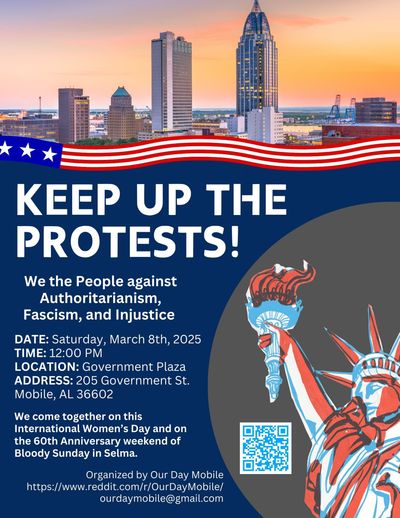 KEEP UP THE
PROTESTS!
We the People against
Authoritarianism,
Fascism, and Injustice
DATE: Saturday, March 8th, 2025
TIME: 12:00 PM
LOCATION: Government Plaza
ADDRESS: 205 Government St.
Mobile, AL 36602
We come together on this
International Women's Day and on
the 60th Anniversary weekend of
Bloody Sunday in Selma.
Organized by Our Day Mobile
https://www.reddit.com/r/OurDayMobile/
ourdaymobile@gmail.com